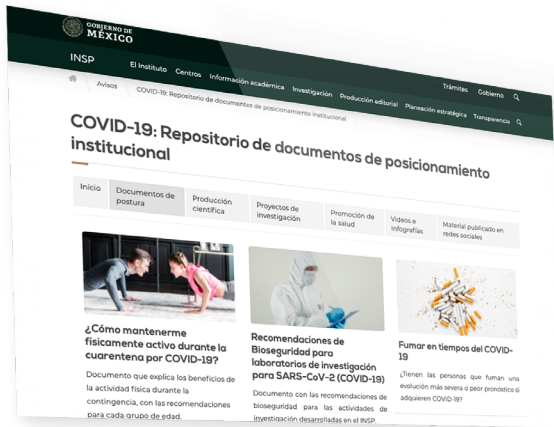 GOBIERNO DE
MÉXICO
Trámites Gobierno
INSP El Instituto Centros Información académica Investigación Producción editorial Planeación estratégica Transparencia
Avisos COVID-19: Repositorio de documentos de posicionamiento institucional
COVID-19: Repositorio de documentos de posicionamiento
institucional
Inicio
Documentos de
postura
Producción
científica
Proyectos de
investigación
Promoción de
la salud
Videos e
Infografías
Material publicado en
redes sociales
¿Cómo mantenerme
físicamente activo durante la
cuarentena por COVID-19?
Documento que explica los beneficios de
la actividad física durante la
contingencia, con las recomendaciones
para cada grupo de edad.
Recomendaciones de
Bioseguridad para
laboratorios de investigación
para SARS-CoV-2 (COVID-19)
Documento con las recomendaciones de
bioseguridad para las actividades de
investigación desarrolladas en el INSP.
Fumar en tiempos del COVID-
19
¿Tienen las personas que fuman una
evolución más severa o peor pronóstico si
adquieren COVID-19?